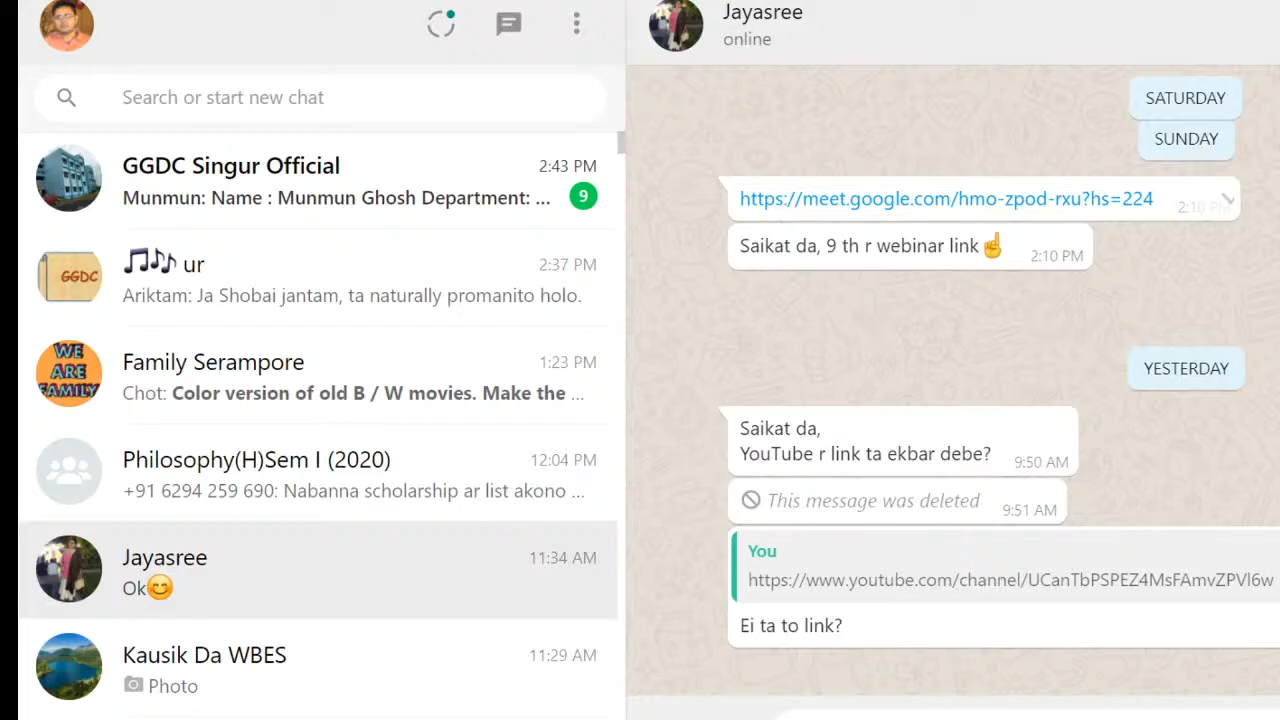 Search or start new chat
GGDC Singur Official 2:43 PM
Munmun: Name : Munmun Ghosh Department: ... 9
GGDC
🎵🎶 ur 2:37 PM
Ariktam: Ja Shobai jantam, ta naturally promanito holo.
WE
ARE
FAMILY
Family Serampore 1:23 PM
Chot: Color version of old B / W movies. Make the ...
Philosophy(H)Sem I (2020) 12:04 PM
+91 6294 259 690: Nabanna scholarship ar list akono ...
Jayasree 11:34 AM
Ok😊
Kausik Da WBES 11:29 AM
Photo
Jayasree
online
SATURDAY
SUNDAY
https://meet.google.com/hmo-zpod-rxu?hs=224 2:10 PM
Saikat da, 9 th r webinar link☝ 2:10 PM
YESTERDAY
Saikat da,
YouTube r link ta ekbar debe? 9:50 AM
This message was deleted 9:51 AM
You
https://www.youtube.com/channel/UCanTbPSPEZ4MsFAmvZPVl6w
Ei ta to link?